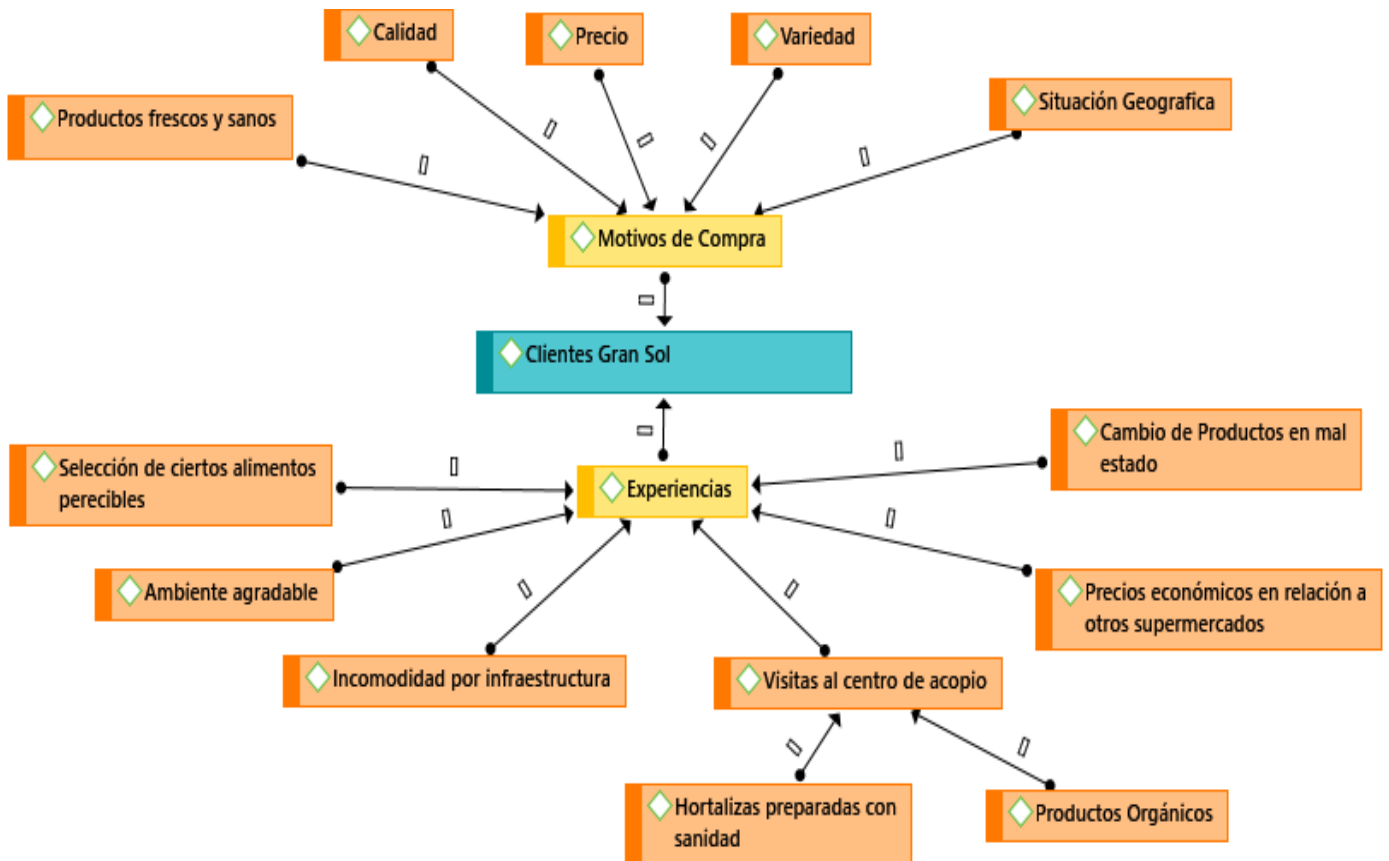 Calidad
Precio
Variedad
Productos frescos y sanos
Situación Geografica
Motivos de Compra
Clientes Gran Sol
Selección de ciertos alimentos
perecibles
Experiencias
Cambio de Productos en mal
estado
Ambiente agradable
Precios económicos en relación a
otros supermercados
Incomodidad por infraestructura
Visitas al centro de acopio
Hortalizas preparadas con
sanidad
Productos Orgánicos